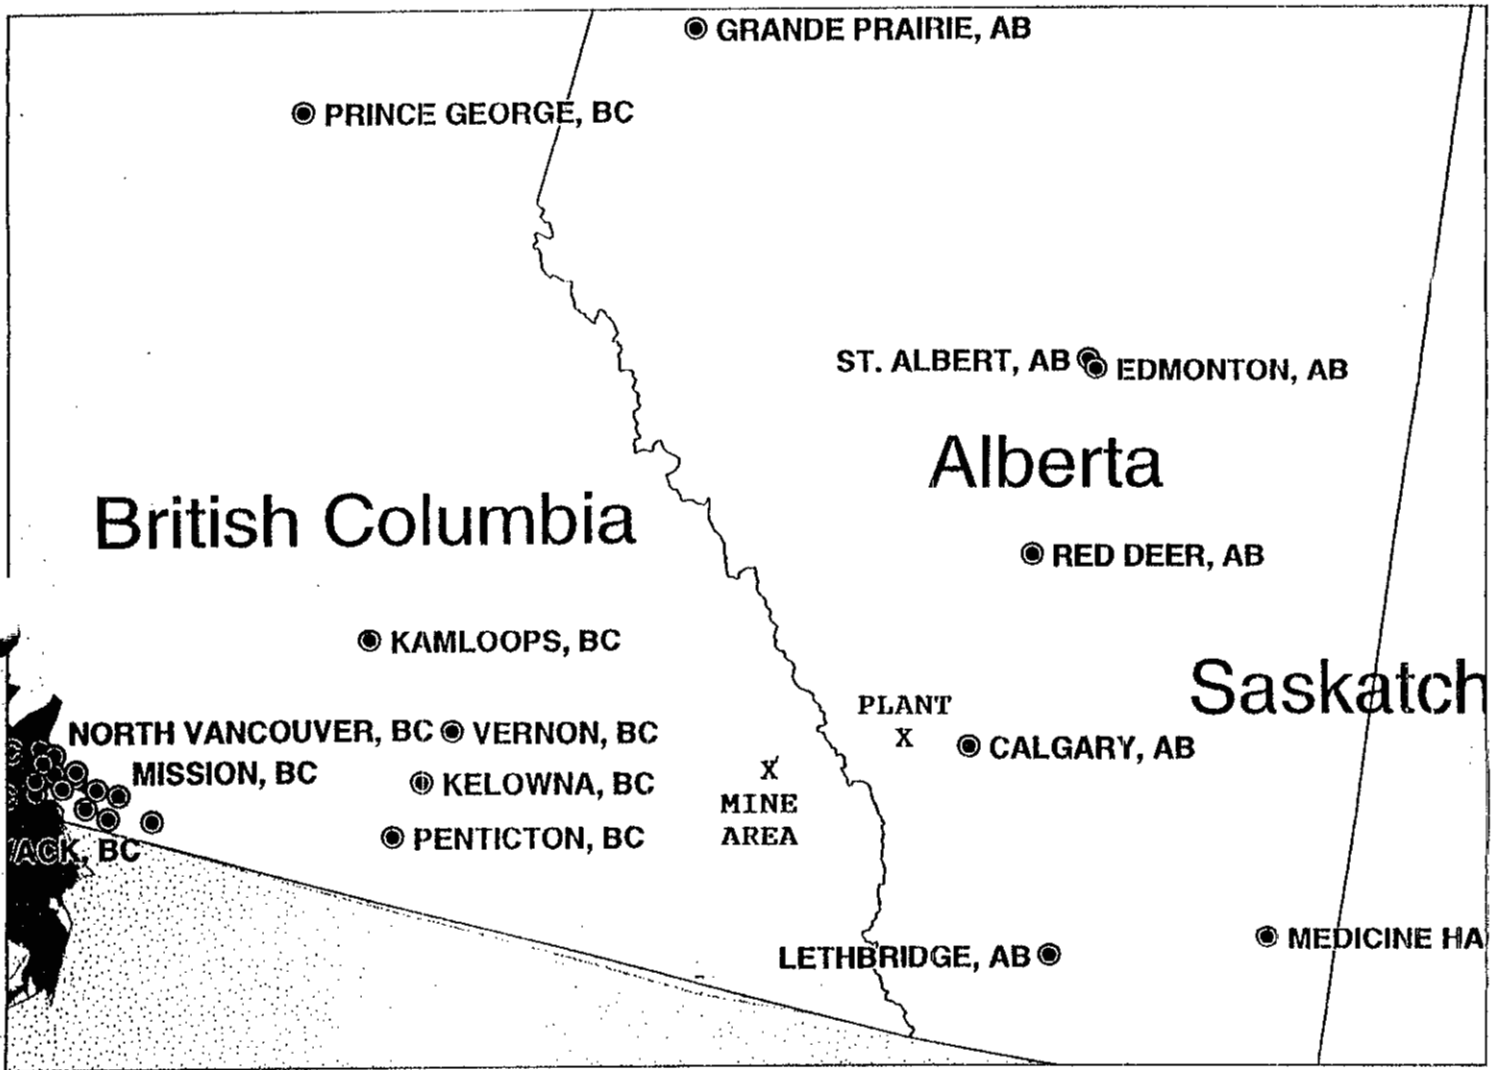 GRANDE PRAIRIE, AB
PRINCE GEORGE, BC
ST. ALBERT, AB
EDMONTON, AB
Alberta
British Columbia
RED DEER, AB
KAMLOOPS, BC
Saskatch
PLANT
X
NORTH VANCOUVER, BC
VERNON, BC
CALGARY, AB
MISSION, BC
KELOWNA, BC
X
MINE
AREA
PENTICTON, BC
WACK, BC
LETHBRIDGE, AB
MEDICINE HA